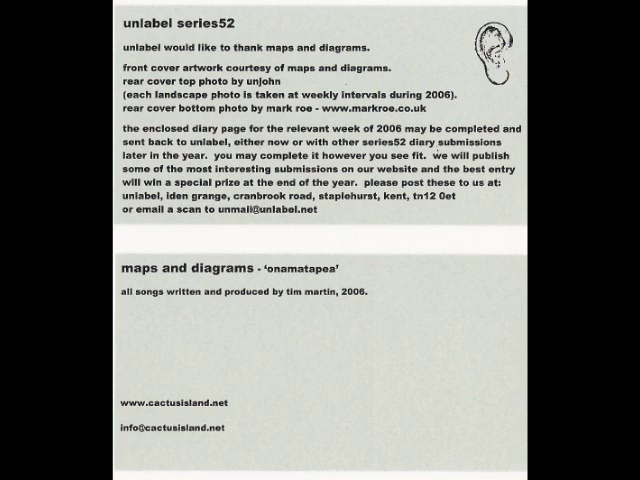 unlabel series52
unlabel would like to thank maps and diagrams.
front cover artwork courtesy of maps and diagrams.
rear cover top photo by unjohn
(each landscape photo is taken at weekly intervals during 2006).
rear cover bottom photo by mark roe - www.markroe.co.uk
the enclosed diary page for the relevant week of 2006 may be completed and
sent back to unlabel, either now or with other series52 diary submissions
later in the year. you may complete it however you see fit. we will publish
some of the most interesting submissions on our website and the best entry
will win a special prize at the end of the year. please post these to us at:
unlabel, iden grange, cranbrook road, staplehurst, kent, tn12 0et
or email a scan to unmail@unlabel.net
maps and diagrams - ‘onamatapea’
all songs written and produced by tim martin, 2006.
www.cactusisland.net
info@cactusisland.net